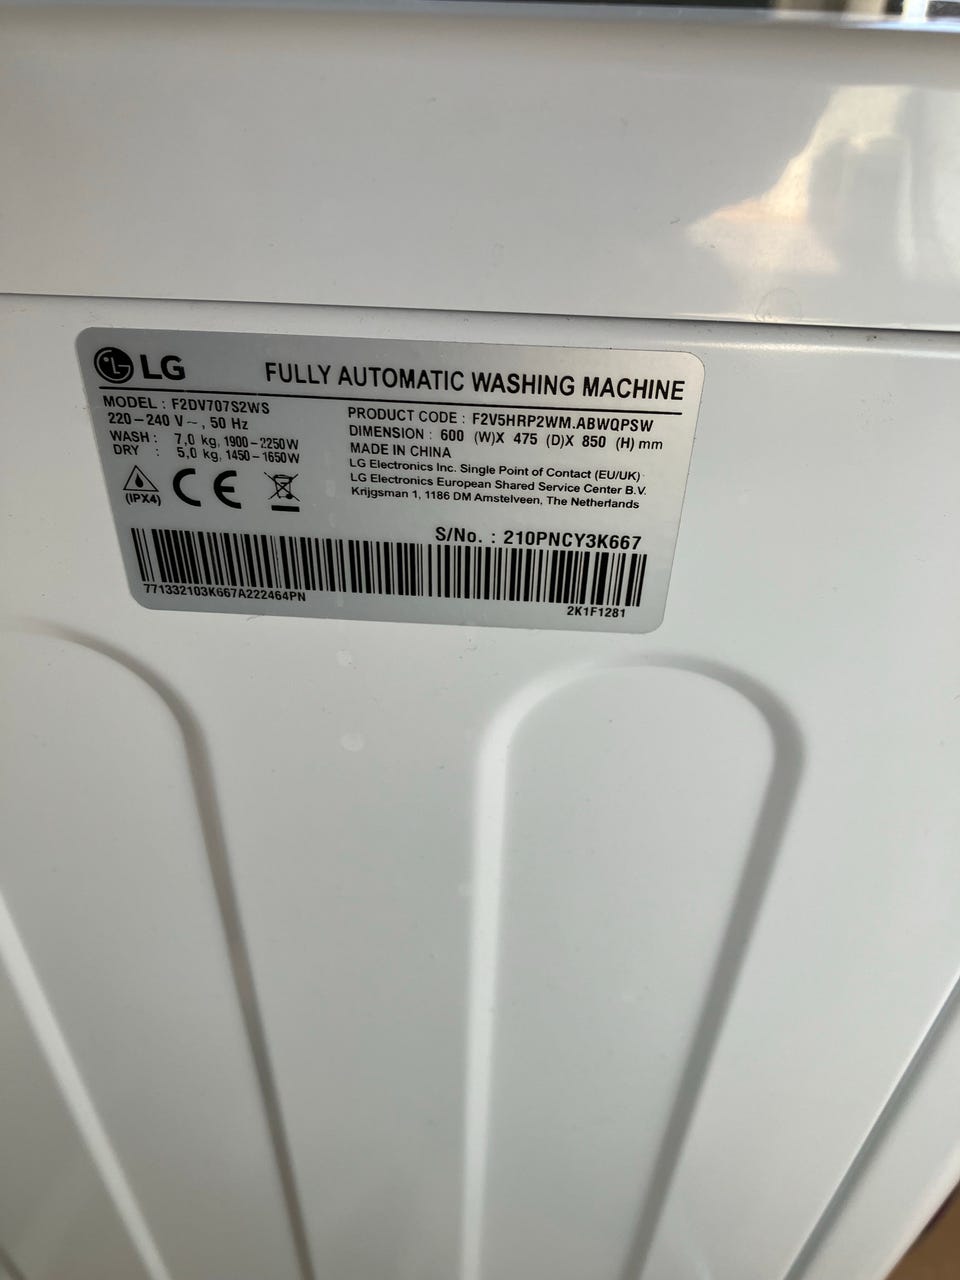 LG FULLY AUTOMATIC WASHING MACHINE
MODEL : F2DV707S2WS
220-240 V~, 50 Hz
WASH : 7,0 kg, 1900-2250W
DRY : 5,0 kg, 1450-1650W
(IPX4) CE
PRODUCT CODE : F2V5HRP2WM.ABWQPSW
DIMENSION : 600 (W)X 475 (D)X 850 (H) mm
MADE IN CHINA
LG Electronics Inc. Single Point of Contact (EU/UK)
LG Electronics European Shared Service Center B.V.
Krijgsman 1, 1186 DM Amstelveen, The Netherlands
S/No. : 210PNCY3K667
771332103K667A222464PN
2K1F1281